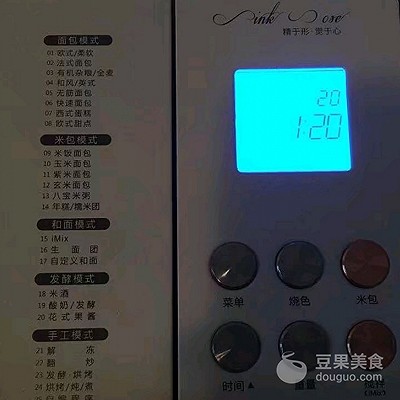 Pink Rose
精于形·灵于心
面包模式
01 欧式/柔软
02 法式面包
03 有机杂粮/全麦
04 和风/英式
05 无筋面包
06 快速面包
07 西式蛋糕
08 欧式甜点
米包模式
09 米饭面包
10 玉米面包
11 紫米面包
12 玄米面包
13 八宝米粥
14 年糕/糯米团
和面模式
15 iMix
16 生 面 团
17 自定义和面
发酵模式
18 米酒
19 酸奶/发酵
20 花式果酱
手工模式
21 解 冻
22 翻 炒
23 发酵·烘烤
24 烘烤/炖/煮
20
1:20
菜单
烧色
米包
时间▲
重量
豆果美食
douguo.com